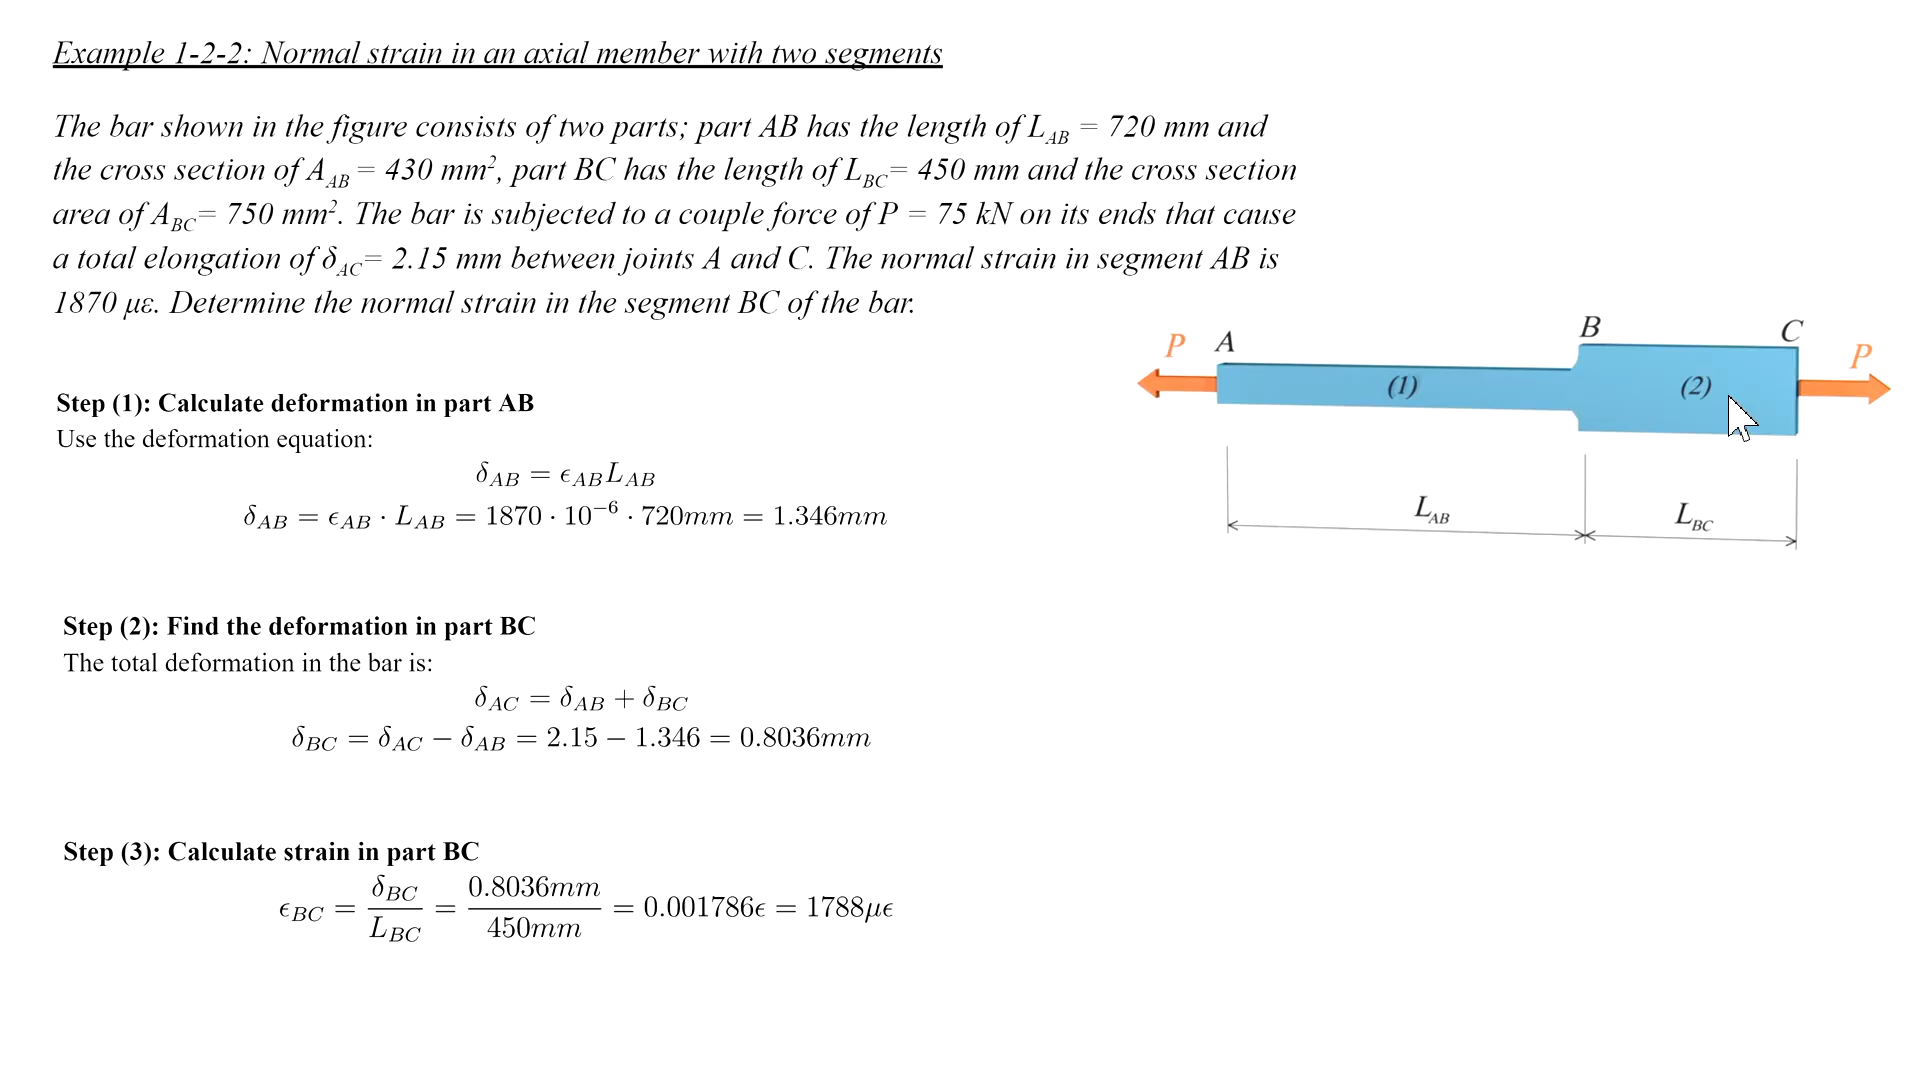 Example 1-2-2: Normal strain in an axial member with two segments
The bar shown in the figure consists of two parts; part AB has the length of L_AB = 720 mm and
the cross section of A_AB = 430 mm², part BC has the length of L_BC= 450 mm and the cross section
area of A_BC= 750 mm². The bar is subjected to a couple force of P = 75 kN on its ends that cause
a total elongation of δ_AC= 2.15 mm between joints A and C. The normal strain in segment AB is
1870 με. Determine the normal strain in the segment BC of the bar.
P A B C P
(1) (2)
L_AB L_BC
Step (1): Calculate deformation in part AB
Use the deformation equation:
δ_AB = ϵ_AB L_AB
δ_AB = ϵ_AB · L_AB = 1870 · 10⁻⁶ · 720mm = 1.346mm
Step (2): Find the deformation in part BC
The total deformation in the bar is:
δ_AC = δ_AB + δ_BC
δ_BC = δ_AC − δ_AB = 2.15 − 1.346 = 0.8036mm
Step (3): Calculate strain in part BC
ϵ_BC = δ_BC / L_BC = 0.8036mm / 450mm = 0.001786ϵ = 1788μϵ